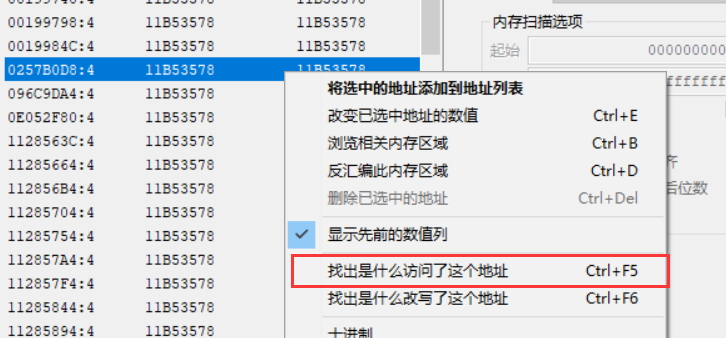 00199748:4 11B53578 11B53578
0019984C:4 11B53578 11B53578
0257B0D8:4 11B53578 11B53578
096C9DA4:4 11B53578
0E052F80:4 11B53578
1128563C:4 11B53578
11285664:4 11B53578
112856B4:4 11B53578
11285704:4 11B53578
11285754:4 11B53578
112857A4:4 11B53578
112857F4:4 11B53578
11285844:4 11B53578
11285894:4 11B53578
将选中的地址添加到地址列表
改变已选中地址的数值 Ctrl+E
浏览相关内存区域 Ctrl+B
反汇编此内存区域 Ctrl+D
删除已选中的地址 Ctrl+Del
显示先前的数值列
找出是什么访问了这个地址 Ctrl+F5
找出是什么改写了这个地址 Ctrl+F6
十进制
内存扫描选项
起始 000000000
fffffff
齐
后位数